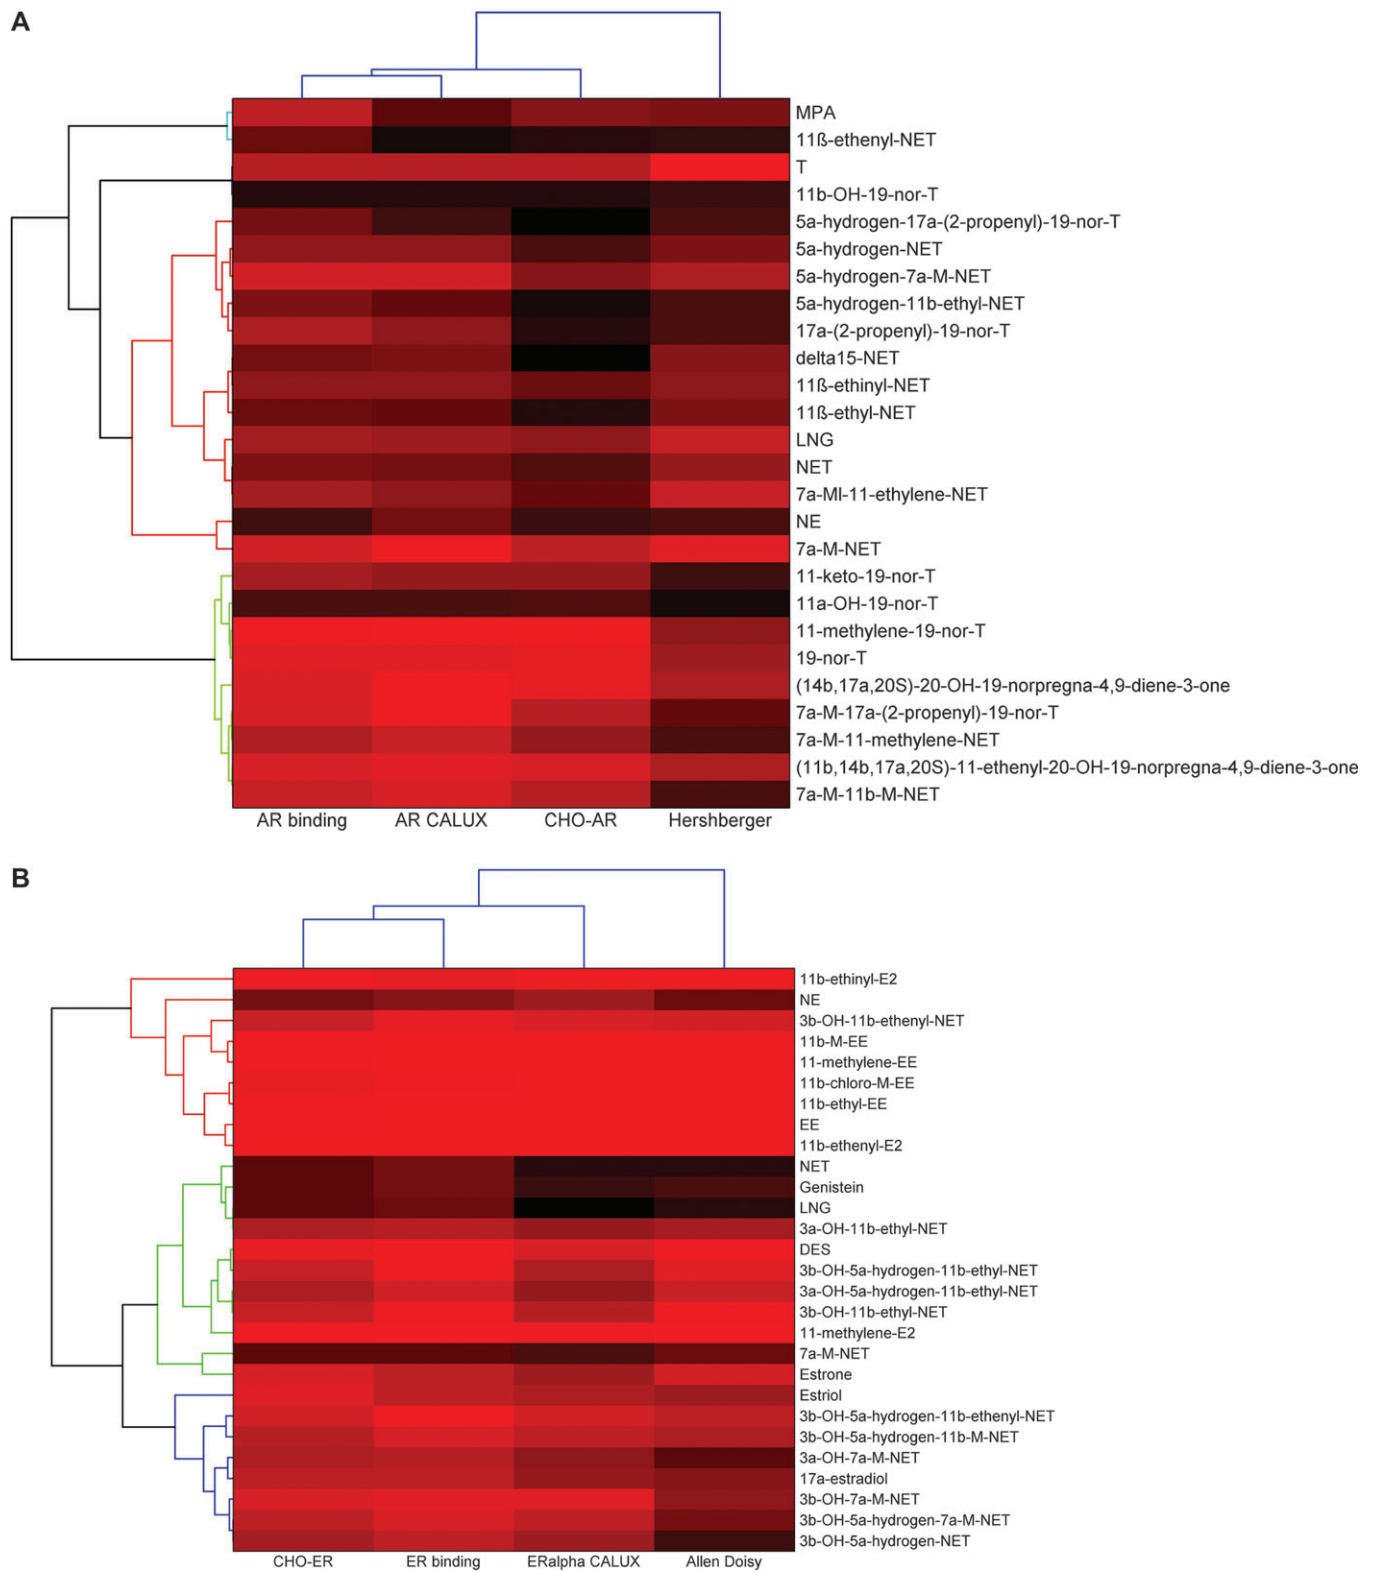 A
MPA
11ß-ethenyl-NET
T
11b-OH-19-nor-T
5a-hydrogen-17a-(2-propenyl)-19-nor-T
5a-hydrogen-NET
5a-hydrogen-7a-M-NET
5a-hydrogen-11b-ethyl-NET
17a-(2-propenyl)-19-nor-T
delta15-NET
11ß-ethinyl-NET
11ß-ethyl-NET
LNG
NET
7a-MI-11-ethylene-NET
NE
7a-M-NET
11-keto-19-nor-T
11a-OH-19-nor-T
11-methylene-19-nor-T
19-nor-T
(14b,17a,20S)-20-OH-19-norpregna-4,9-diene-3-one
7a-M-17a-(2-propenyl)-19-nor-T
7a-M-11-methylene-NET
(11b,14b,17a,20S)-11-ethenyl-20-OH-19-norpregna-4,9-diene-3-one
7a-M-11b-M-NET
AR binding AR CALUX CHO-AR Hershberger
B
11b-ethinyl-E2
NE
3b-OH-11b-ethenyl-NET
11b-M-EE
11-methylene-EE
11b-chloro-M-EE
11b-ethyl-EE
EE
11b-ethenyl-E2
NET
Genistein
LNG
3a-OH-11b-ethyl-NET
DES
3b-OH-5a-hydrogen-11b-ethyl-NET
3a-OH-5a-hydrogen-11b-ethyl-NET
3b-OH-11b-ethyl-NET
11-methylene-E2
7a-M-NET
Estrone
Estriol
3b-OH-5a-hydrogen-11b-ethenyl-NET
3b-OH-5a-hydrogen-11b-M-NET
3a-OH-7a-M-NET
17a-estradiol
3b-OH-7a-M-NET
3b-OH-5a-hydrogen-7a-M-NET
3b-OH-5a-hydrogen-NET
CHO-ER ER binding ERalpha CALUX Allen Doisy